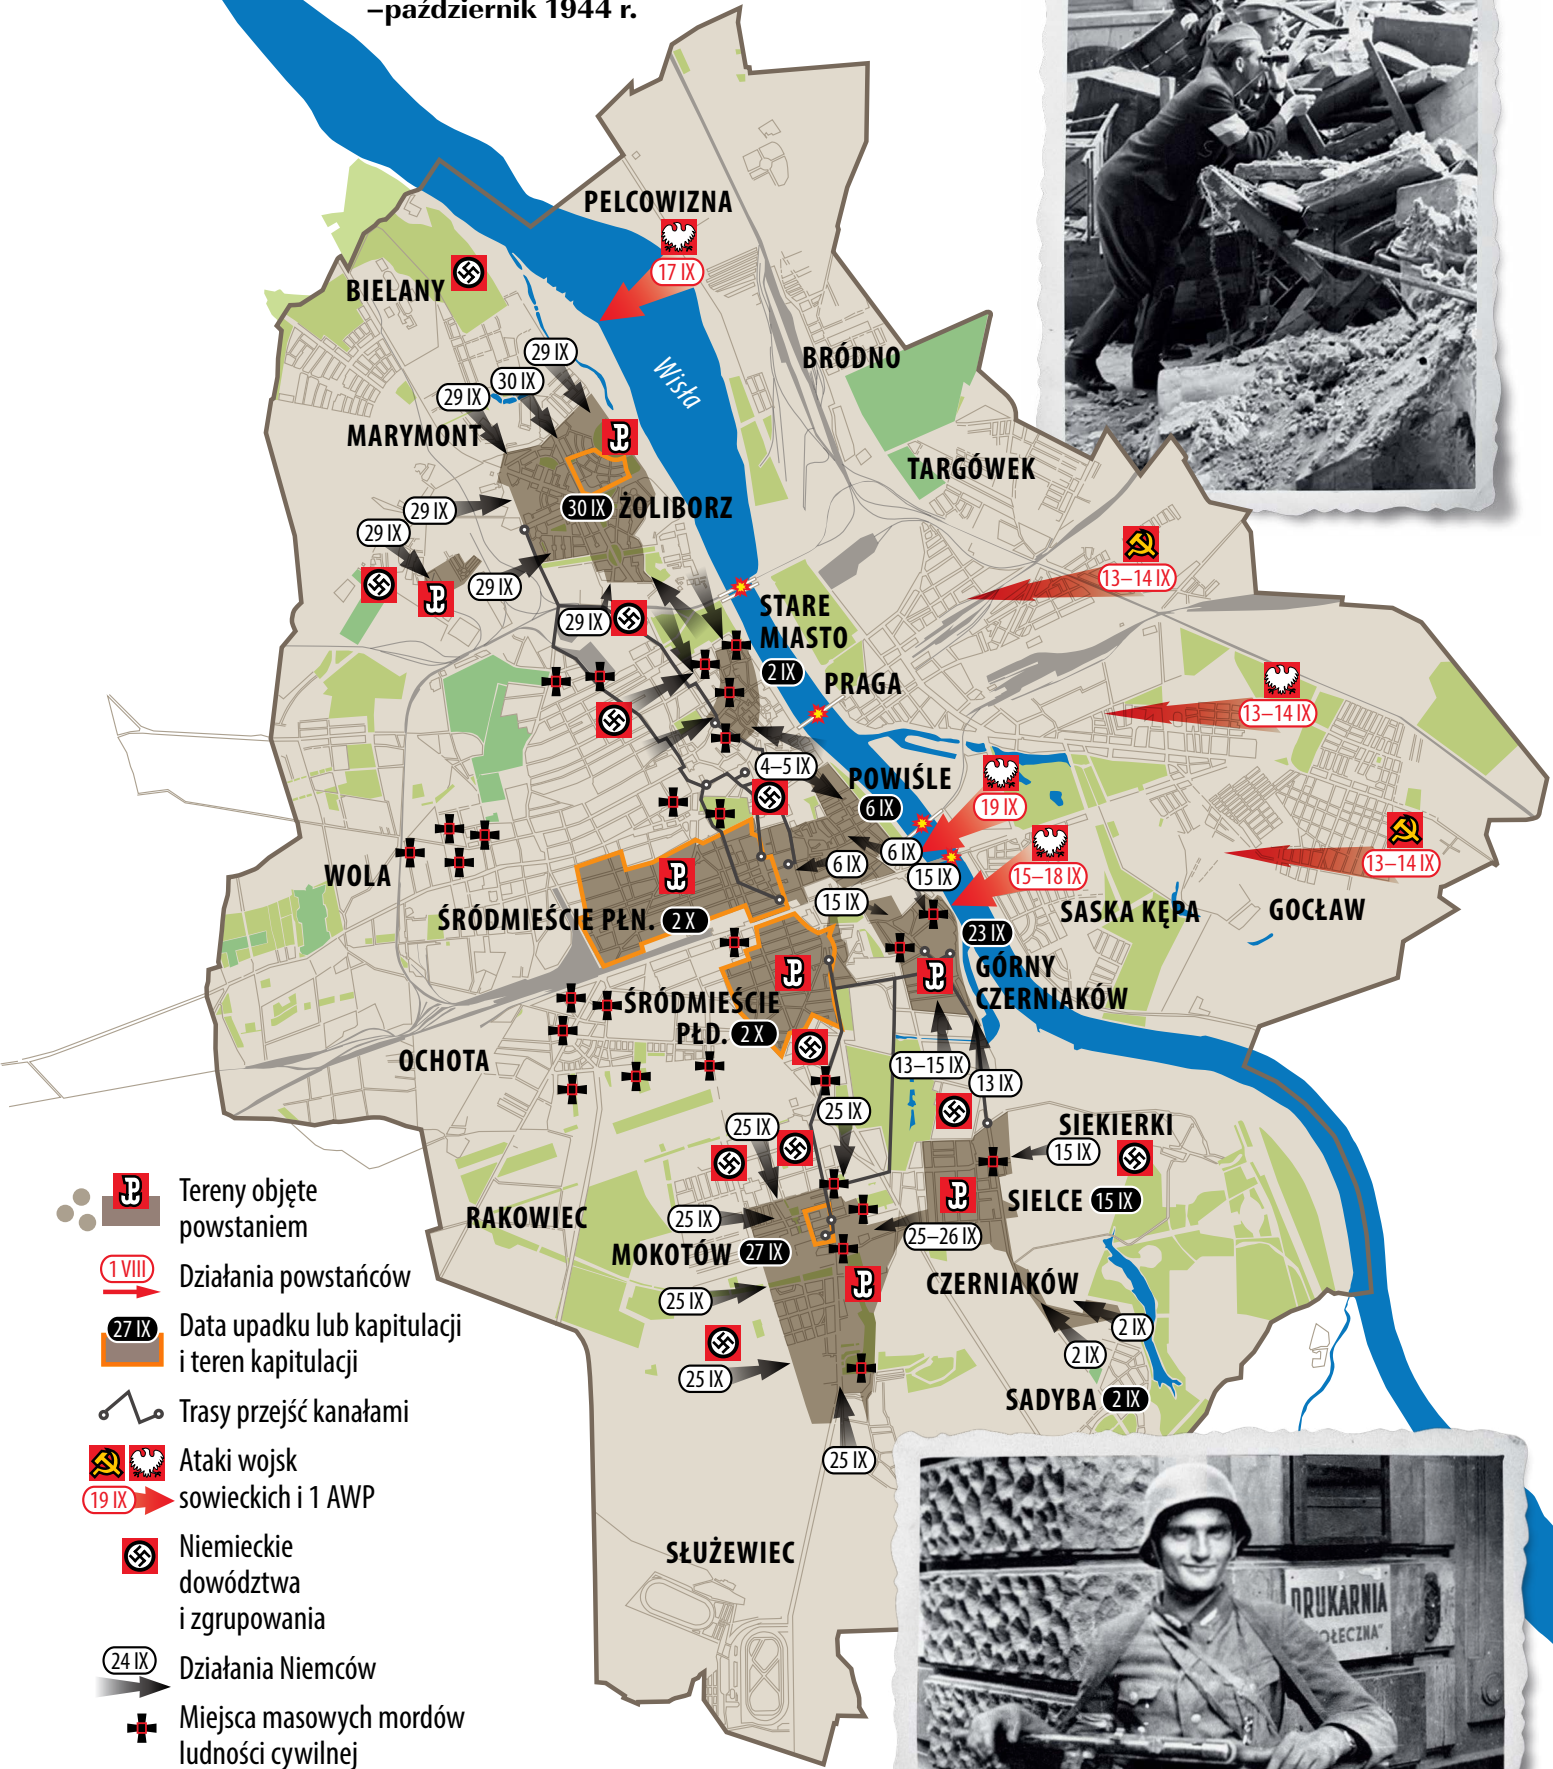 –październik 1944 r.
PELCOWIZNA
17 IX
BIELANY
29 IX
30 IX
29 IX
Wisła
BRÓDNO
MARYMONT
TARGÓWEK
29 IX
30 IX
ŻOLIBORZ
29 IX
29 IX
29 IX
13–14 IX
STARE
MIASTO
2 IX
PRAGA
13–14 IX
4–5 IX
POWIŚLE
6 IX
19 IX
6 IX
6 IX
15 IX
15–18 IX
13–14 IX
WOLA
15 IX
ŚRÓDMIEŚCIE PŁN.
2 X
23 IX
SASKA KĘPA
GOCŁAW
GÓRNY
CZERNIAKÓW
ŚRÓDMIEŚCIE
PŁD.
2 X
OCHOTA
13–15 IX
13 IX
25 IX
25 IX
SIEKIERKI
15 IX
SIELCE
15 IX
RAKOWIEC
25 IX
25–26 IX
MOKOTÓW
27 IX
CZERNIAKÓW
25 IX
2 IX
2 IX
25 IX
SADYBA
2 IX
25 IX
SŁUŻEWIEC
Tereny objęte
powstaniem
1 VIII
Działania powstańców
27 IX
Data upadku lub kapitulacji
i teren kapitulacji
Trasy przejść kanałami
Ataki wojsk
19 IX
sowieckich i 1 AWP
Niemieckie
dowództwa
i zgrupowania
24 IX
Działania Niemców
Miejsca masowych mordów
ludności cywilnej
DRUKARNIA